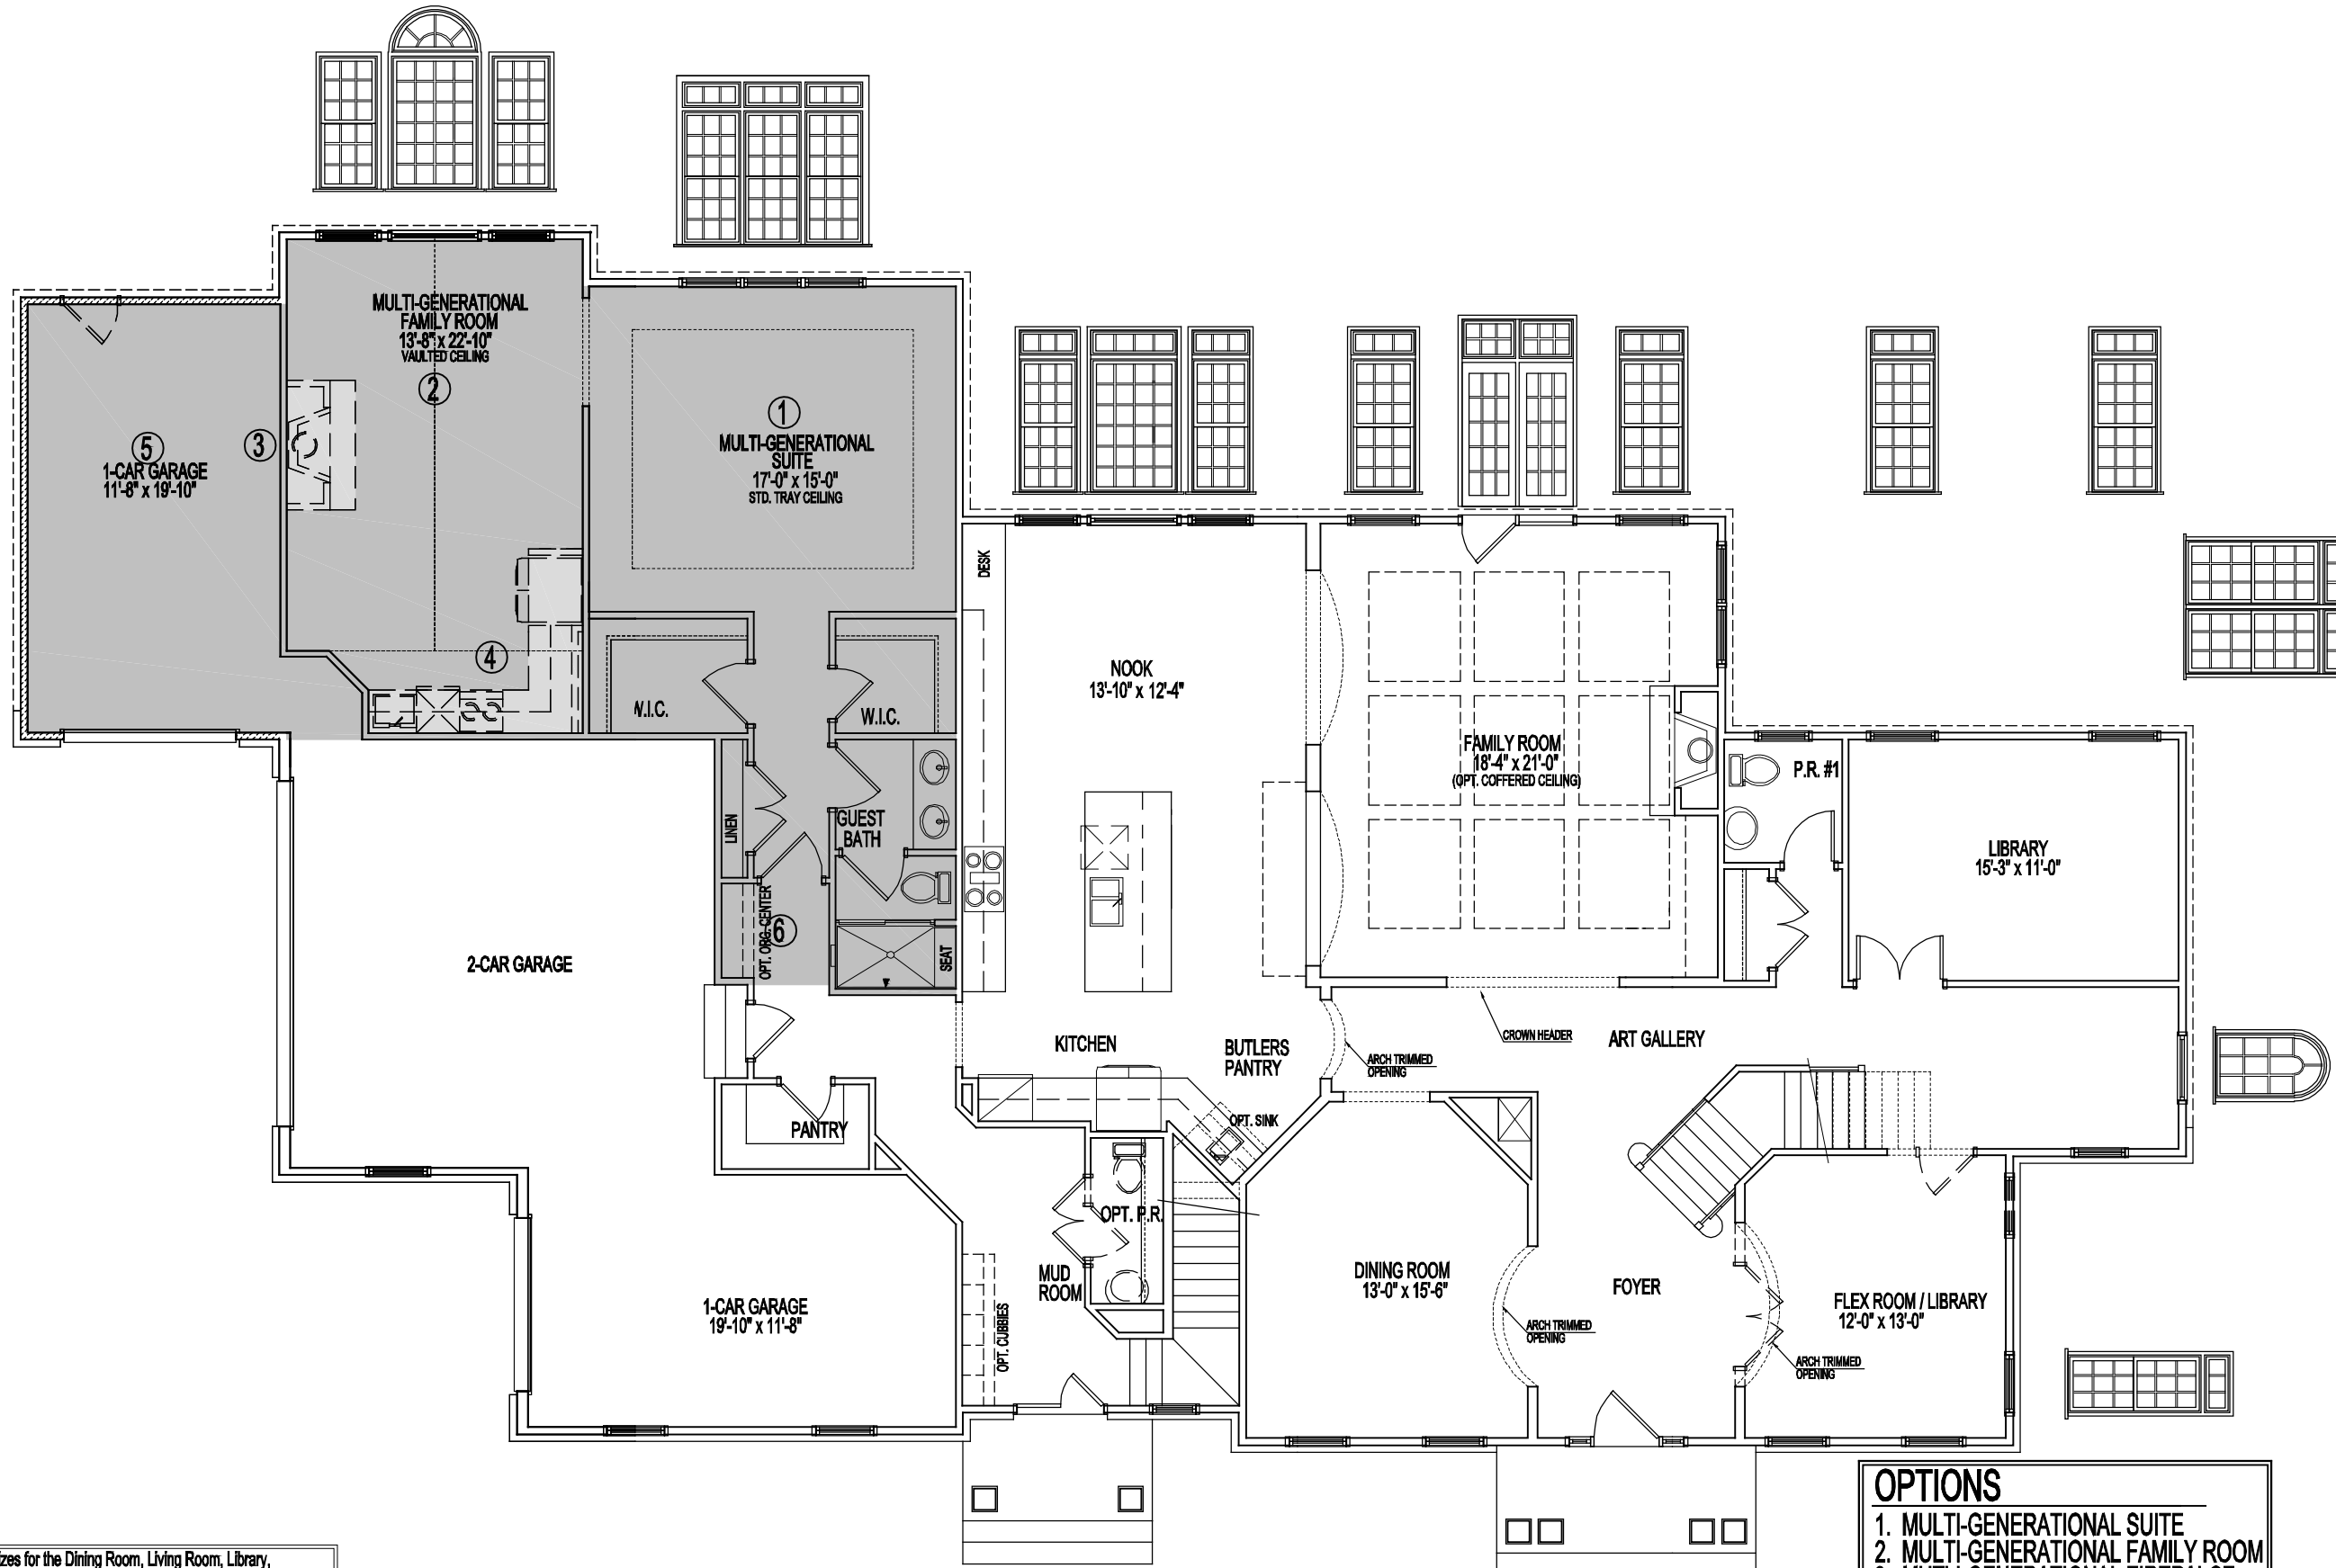 MULTI-GENERATIONAL
FAMILY ROOM
13'-8" x 22'-10"
VAULTED CEILING
2
1
MULTI-GENERATIONAL
SUITE
17'-0" x 15'-0"
STD. TRAY CEILING
5
1-CAR GARAGE
11'-8" x 19'-10"
3
4
W.I.C.
W.I.C.
DESK
NOOK
13'-10" x 12'-4"
FAMILY ROOM
18'-4" x 21'-0"
(OPT. COFFERED CEILING)
P.R. #1
LIBRARY
15'-3" x 11'-0"
LINEN
GUEST
BATH
OPT. ORG. CENTER
6
SEAT
2-CAR GARAGE
KITCHEN
BUTLERS
PANTRY
ARCH TRIMMED
OPENING
CROWN HEADER
ART GALLERY
PANTRY
OPT. SINK
OPT. P.R.
MUD
ROOM
OPT. CUBBIES
1-CAR GARAGE
19'-10" x 11'-8"
DINING ROOM
13'-0" x 15'-6"
ARCH TRIMMED
OPENING
FOYER
FLEX ROOM / LIBRARY
12'-0" x 13'-0"
ARCH TRIMMED
OPENING
OPTIONS
1. MULTI-GENERATIONAL SUITE
2. MULTI-GENERATIONAL FAMILY ROOM
3. MULTI-GENERATIONAL FIREPLACE
izes for the Dining Room, Living Room, Library,